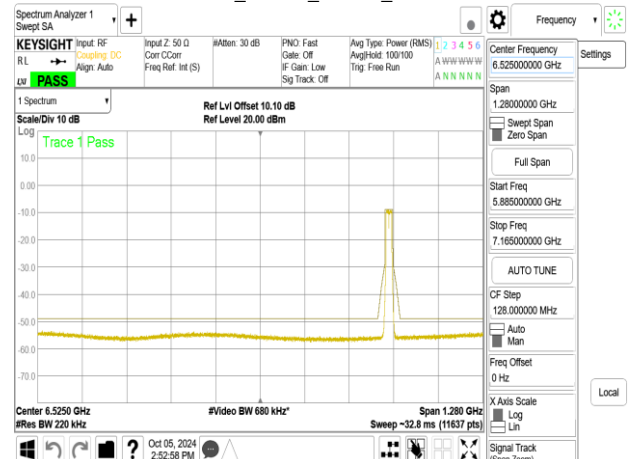 Spectrum Analyzer 1
Swept SA
Frequency
KEYSIGHT
RL
LXI
PASS
Input: RF
Coupling: DC
Align: Auto
Input Z: 50 Ω
Corr CCorr
Freq Ref: Int (S)
#Atten: 30 dB
PNO: Fast
Gate: Off
IF Gain: Low
Sig Track: Off
Avg Type: Power (RMS)
Avg|Hold: 100/100
Trig: Free Run
1 2 3 4 5 6
A W W W W W
A N N N N N
Center Frequency
6.525000000 GHz
Settings
Span
1.28000000 GHz
Swept Span
Zero Span
Full Span
Start Freq
5.885000000 GHz
Stop Freq
7.165000000 GHz
AUTO TUNE
CF Step
128.000000 MHz
Auto
Man
Freq Offset
0 Hz
X Axis Scale
Log
Lin
Local
Signal Track
(Span Zoom)
1 Spectrum
Scale/Div 10 dB
Ref Lvl Offset 10.10 dB
Ref Level 20.00 dBm
Log
Trace 1 Pass
10.0
0.00
-10.0
-20.0
-30.0
-40.0
-50.0
-60.0
-70.0
Center 6.5250 GHz
#Video BW 680 kHz*
Span 1.280 GHz
#Res BW 220 kHz
Sweep ~32.8 ms (11637 pts)
?
Oct 05, 2024
2:52:58 PM